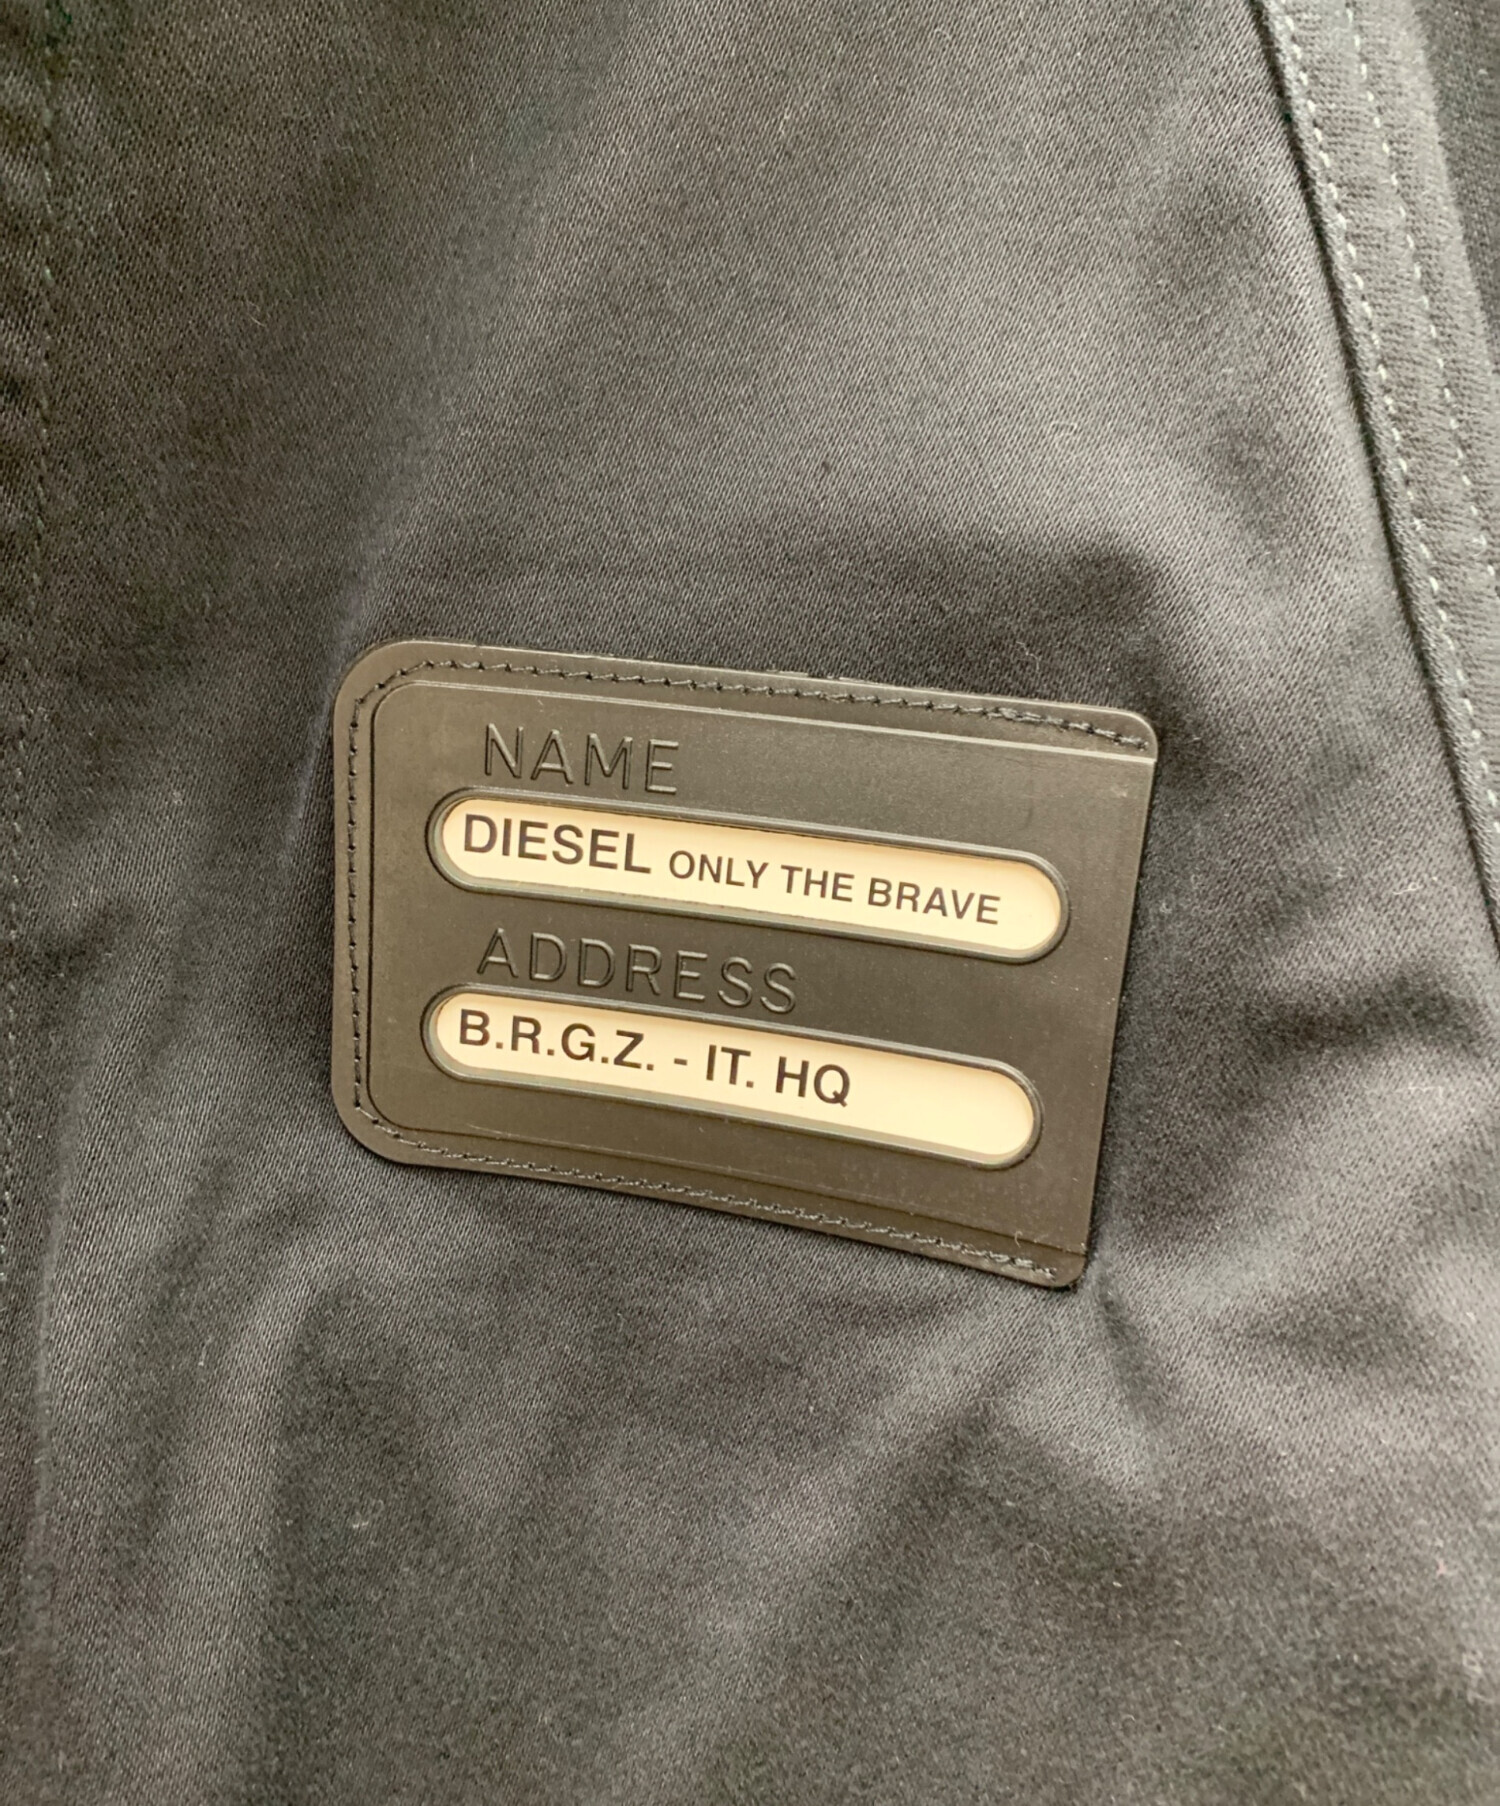 NAME
DIESEL ONLY THE BRAVE
ADDRESS
B.R.G.Z. - IT. HQ